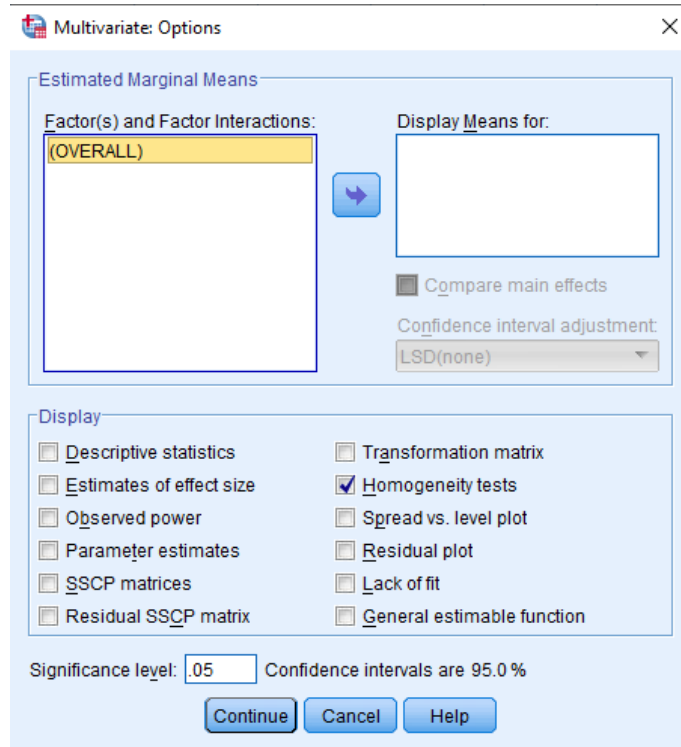 Multivariate: Options
Estimated Marginal Means
Factor(s) and Factor Interactions:
(OVERALL)
Display Means for:
Compare main effects
Confidence interval adjustment:
LSD(none)
Display
Descriptive statistics
Estimates of effect size
Observed power
Parameter estimates
SSCP matrices
Residual SSCP matrix
Transformation matrix
Homogeneity tests
Spread vs. level plot
Residual plot
Lack of fit
General estimable function
Significance level: .05 Confidence intervals are 95.0 %
Continue Cancel Help